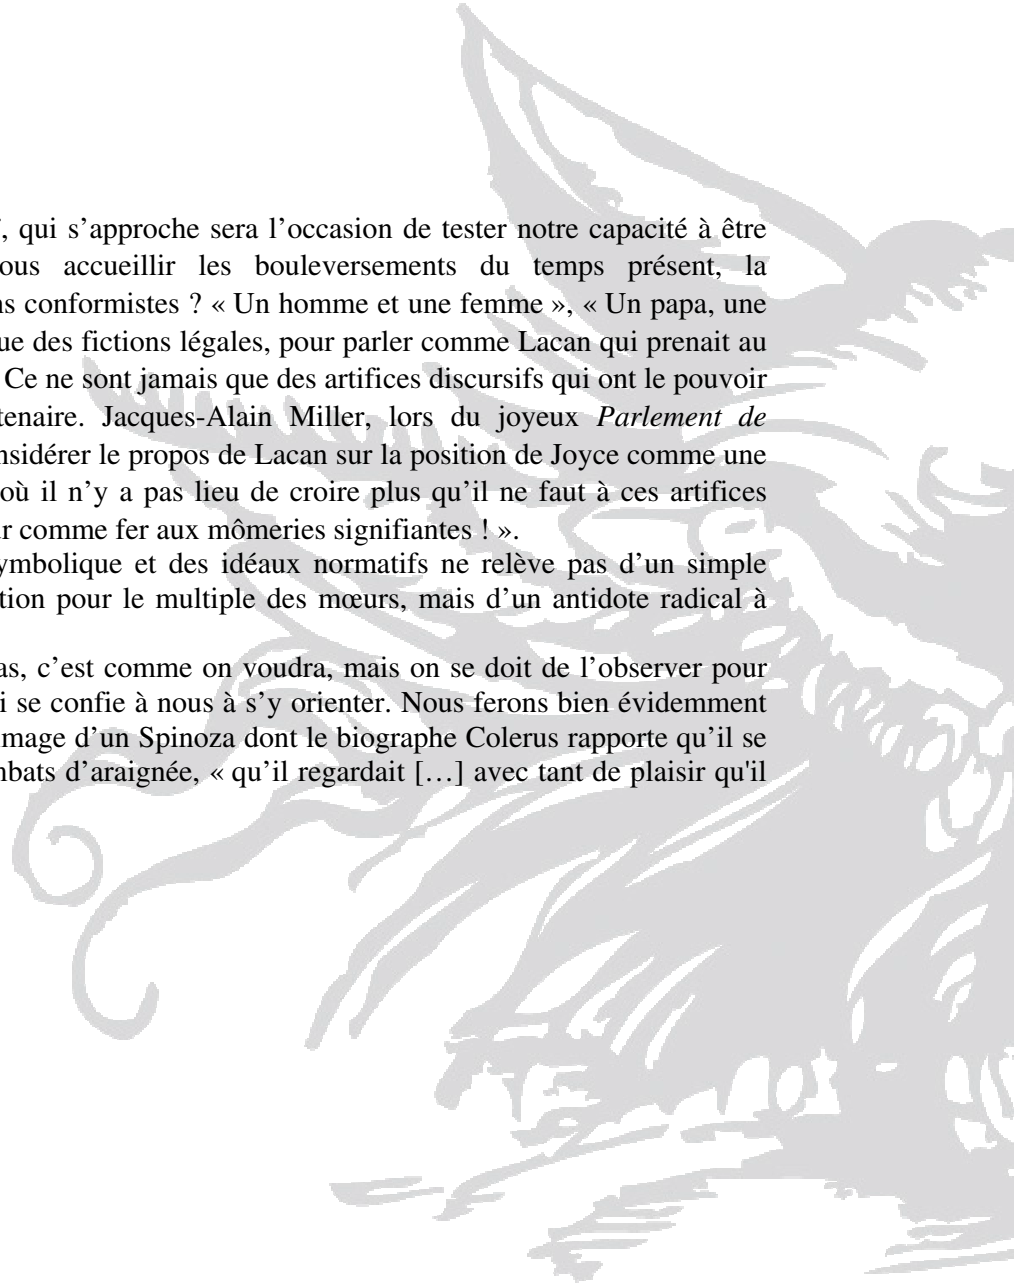 , qui s’approche sera l’occasion de tester notre capacité à être
ous accueillir les bouleversements du temps présent, la
ns conformistes ? « Un homme et une femme », « Un papa, une
ue des fictions légales, pour parler comme Lacan qui prenait au
Ce ne sont jamais que des artifices discursifs qui ont le pouvoir
tenaire. Jacques-Alain Miller, lors du joyeux Parlement de
nsidérer le propos de Lacan sur la position de Joyce comme une
où il n’y a pas lieu de croire plus qu’il ne faut à ces artifices
r comme fer aux mômeries signifiantes ! ».
ymbolique et des idéaux normatifs ne relève pas d’un simple
tion pour le multiple des mœurs, mais d’un antidote radical à
as, c’est comme on voudra, mais on se doit de l’observer pour
i se confie à nous à s’y orienter. Nous ferons bien évidemment
image d’un Spinoza dont le biographe Colerus rapporte qu’il se
nbats d’araignée, « qu’il regardait […] avec tant de plaisir qu'il